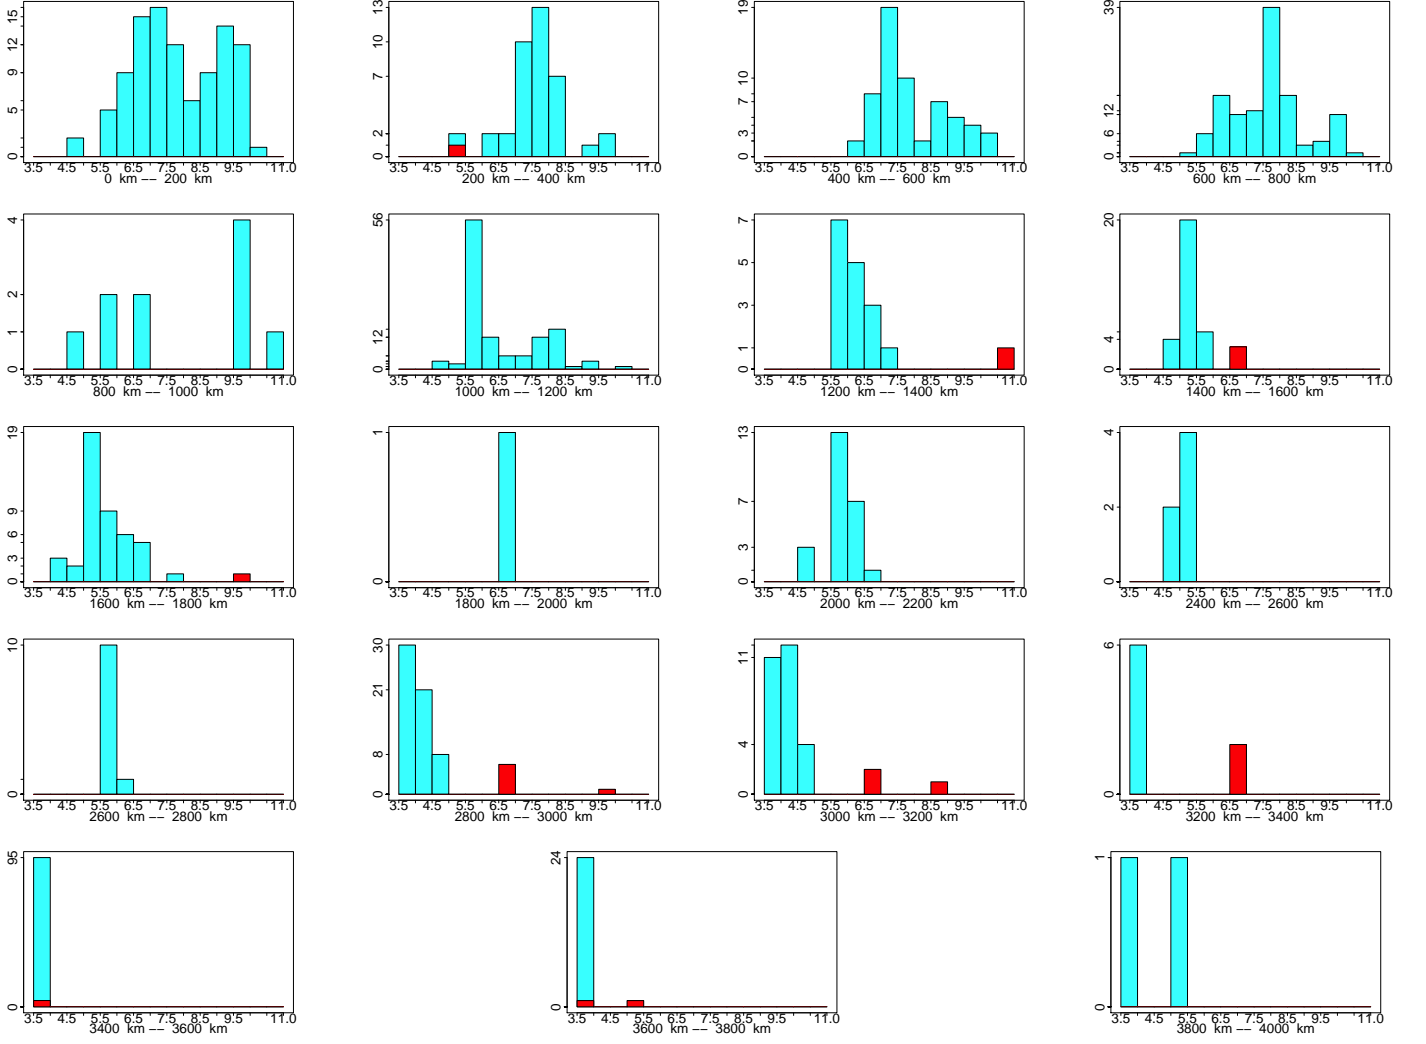 15 12 9 5 0
3.5 4.5 5.5 6.5 7.5 8.5 9.5 11.0
0 km -- 200 km
13 10 7 2 0
3.5 4.5 5.5 6.5 7.5 8.5 9.5 11.0
200 km -- 400 km
19 10 7 3 0
3.5 4.5 5.5 6.5 7.5 8.5 9.5 11.0
400 km -- 600 km
39 12 6 0
3.5 4.5 5.5 6.5 7.5 8.5 9.5 11.0
600 km -- 800 km
4 2 1 0
3.5 4.5 5.5 6.5 7.5 8.5 9.5 11.0
800 km -- 1000 km
56 12 0
3.5 4.5 5.5 6.5 7.5 8.5 9.5 11.0
1000 km -- 1200 km
7 5 3 1 0
3.5 4.5 5.5 6.5 7.5 8.5 9.5 11.0
1200 km -- 1400 km
20 4 0
3.5 4.5 5.5 6.5 7.5 8.5 9.5 11.0
1400 km -- 1600 km
19 9 6 3 0
3.5 4.5 5.5 6.5 7.5 8.5 9.5 11.0
1600 km -- 1800 km
1 0
3.5 4.5 5.5 6.5 7.5 8.5 9.5 11.0
1800 km -- 2000 km
13 7 3 0
3.5 4.5 5.5 6.5 7.5 8.5 9.5 11.0
2000 km -- 2200 km
4 2 0
3.5 4.5 5.5 6.5 7.5 8.5 9.5 11.0
2400 km -- 2600 km
10 0
3.5 4.5 5.5 6.5 7.5 8.5 9.5 11.0
2600 km -- 2800 km
30 21 8 0
3.5 4.5 5.5 6.5 7.5 8.5 9.5 11.0
2800 km -- 3000 km
11 4 0
3.5 4.5 5.5 6.5 7.5 8.5 9.5 11.0
3000 km -- 3200 km
6 0
3.5 4.5 5.5 6.5 7.5 8.5 9.5 11.0
3200 km -- 3400 km
95 0
3.5 4.5 5.5 6.5 7.5 8.5 9.5 11.0
3400 km -- 3600 km
24 0
3.5 4.5 5.5 6.5 7.5 8.5 9.5 11.0
3600 km -- 3800 km
1 0
3.5 4.5 5.5 6.5 7.5 8.5 9.5 11.0
3800 km -- 4000 km